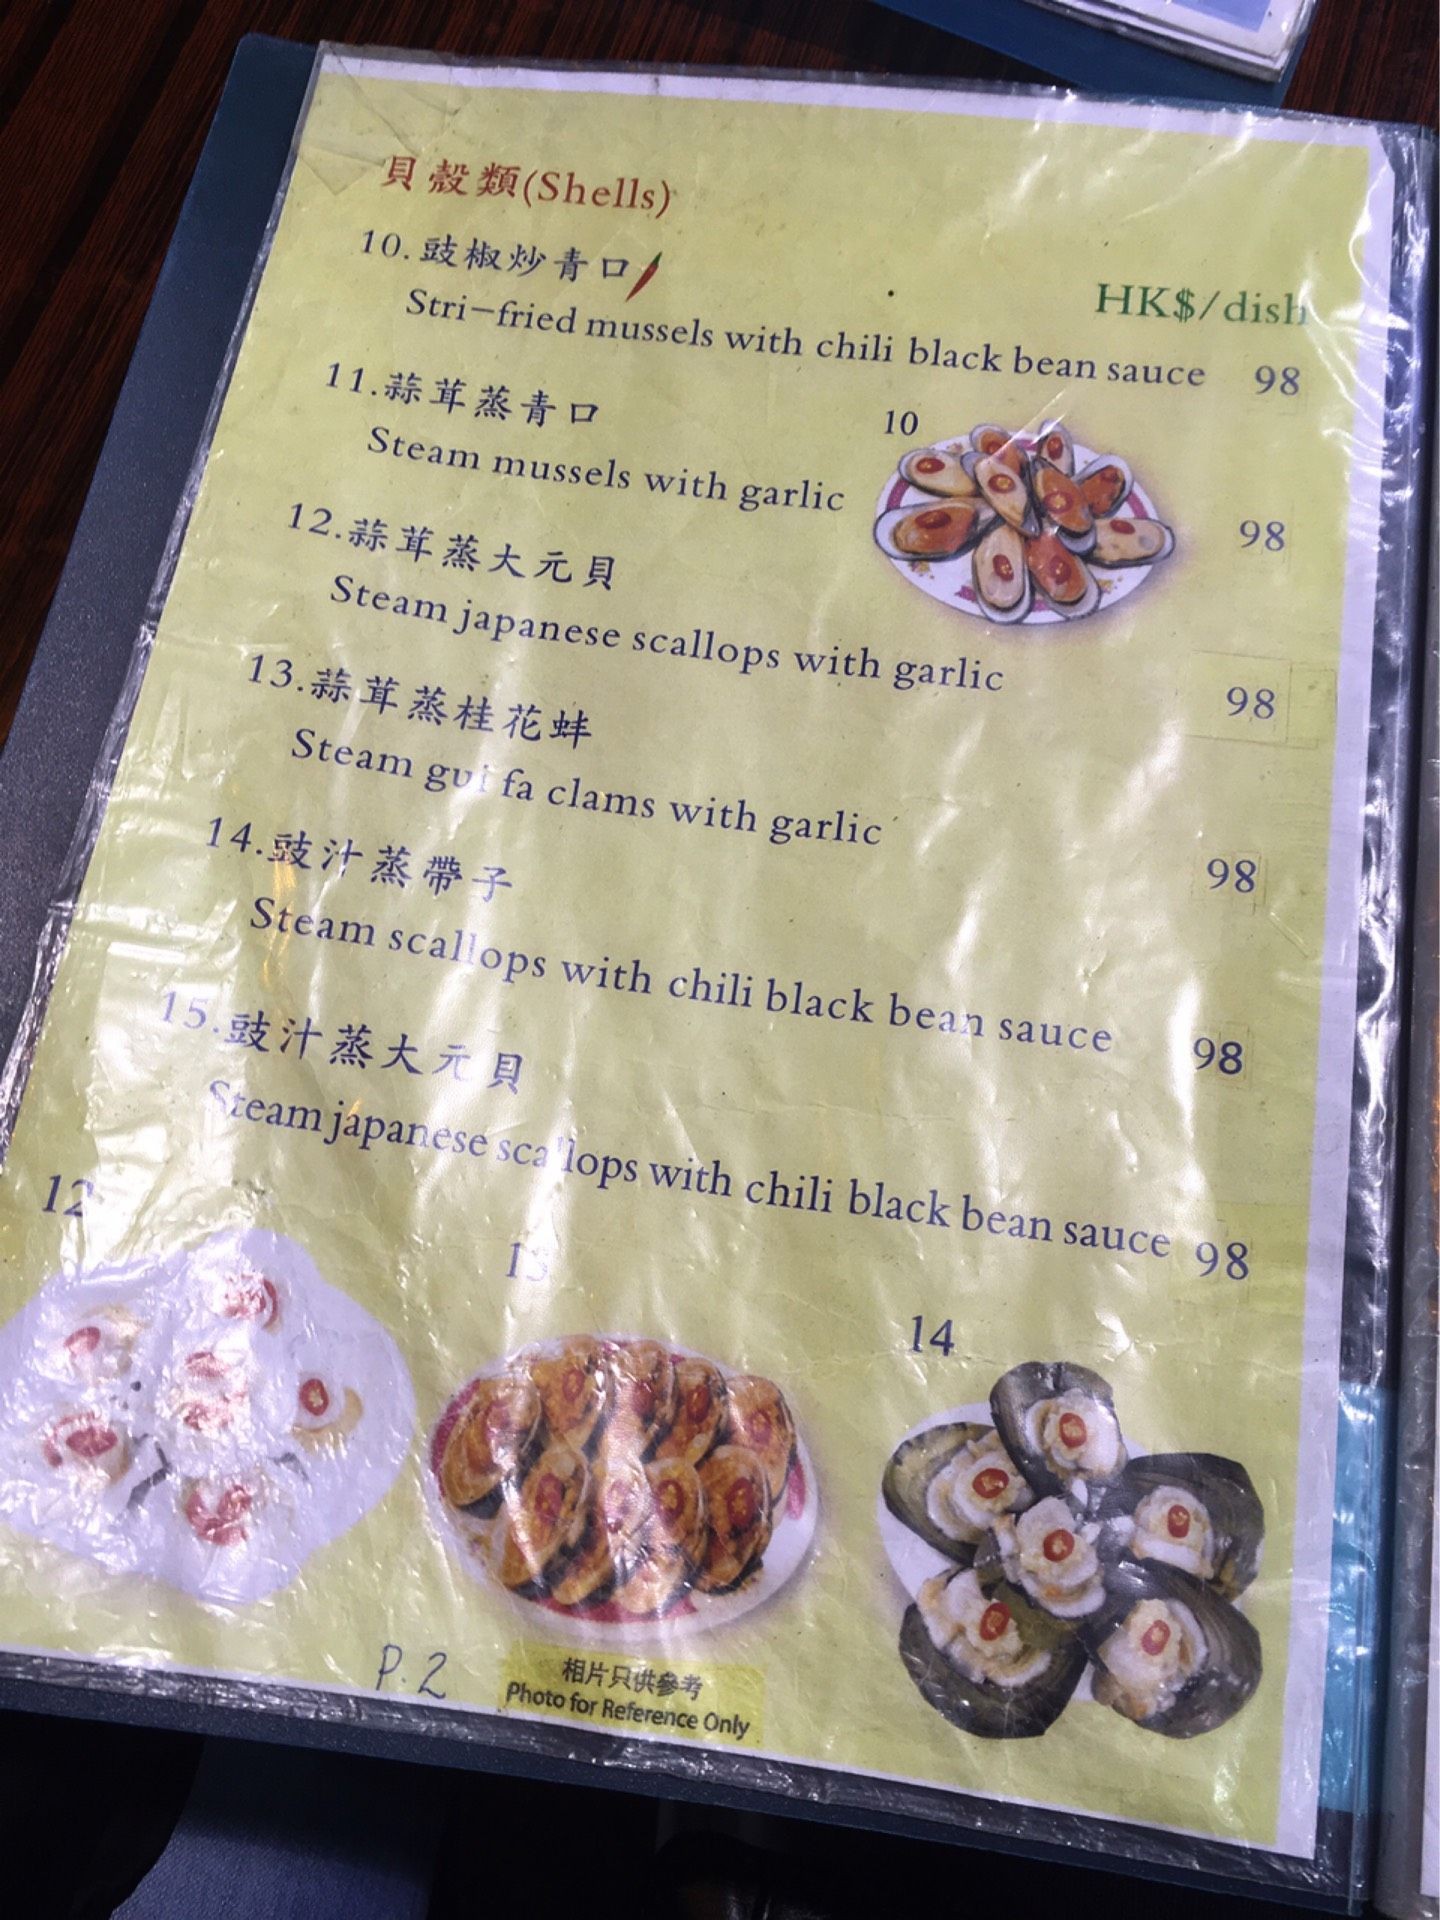 貝殼類(Shells)
10.豉椒炒青口
HK$/dish
Stri-fried mussels with chili black bean sauce 98
11.蒜茸蒸青口
10
Steam mussels with garlic 98
12.蒜茸蒸大元貝
Steam japanese scallops with garlic 98
13.蒜茸蒸桂花蚌
Steam gui fa clams with garlic 98
14.豉汁蒸帶子
Steam scallops with chili black bean sauce 98
15.豉汁蒸大元貝
Steam japanese scallops with chili black bean sauce 98
12
14
P.2
相片只供參考
Photo for Reference Only